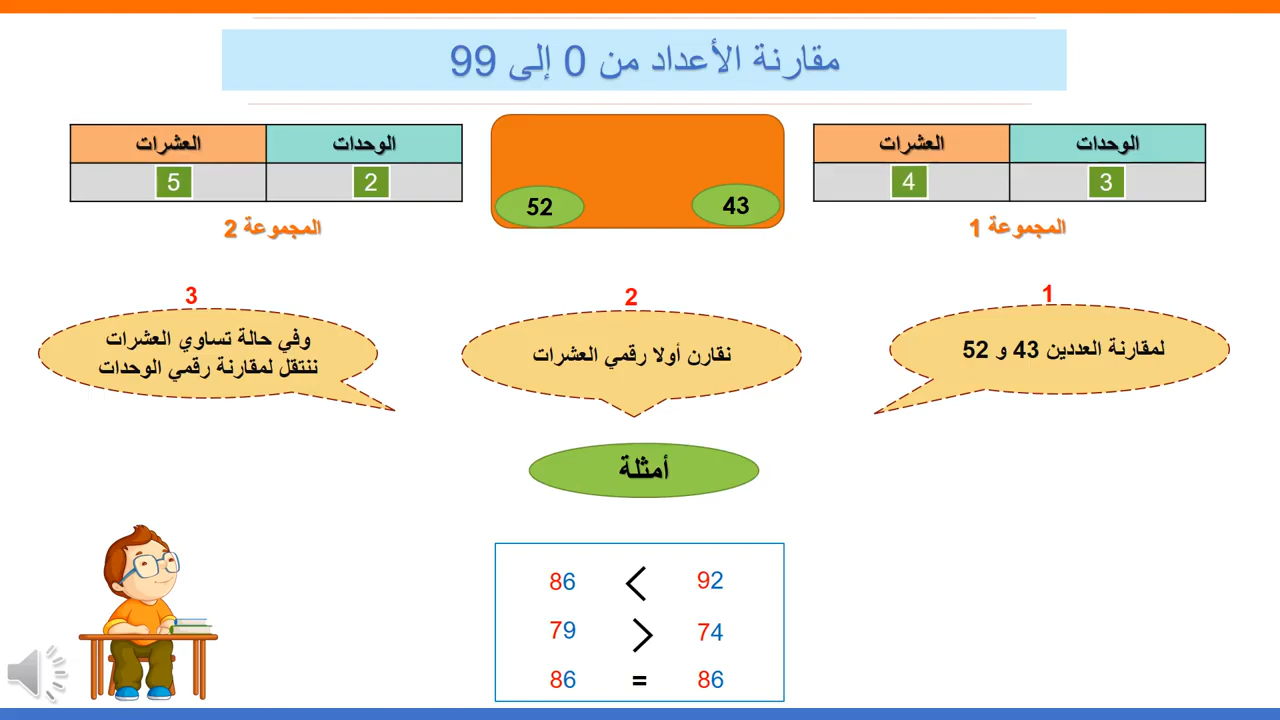 مقارنة الأعداد من 0 إلى 99
الوحدات العشرات
3 4
المجموعة 1
43 52
الوحدات العشرات
2 5
المجموعة 2
1
لمقارنة العددين 43 و 52
2
نقارن أولا رقمي العشرات
3
وفي حالة تساوي العشرات
ننتقل لمقارنة رقمي الوحدات
أمثلة
86 < 92
79 > 74
86 = 86